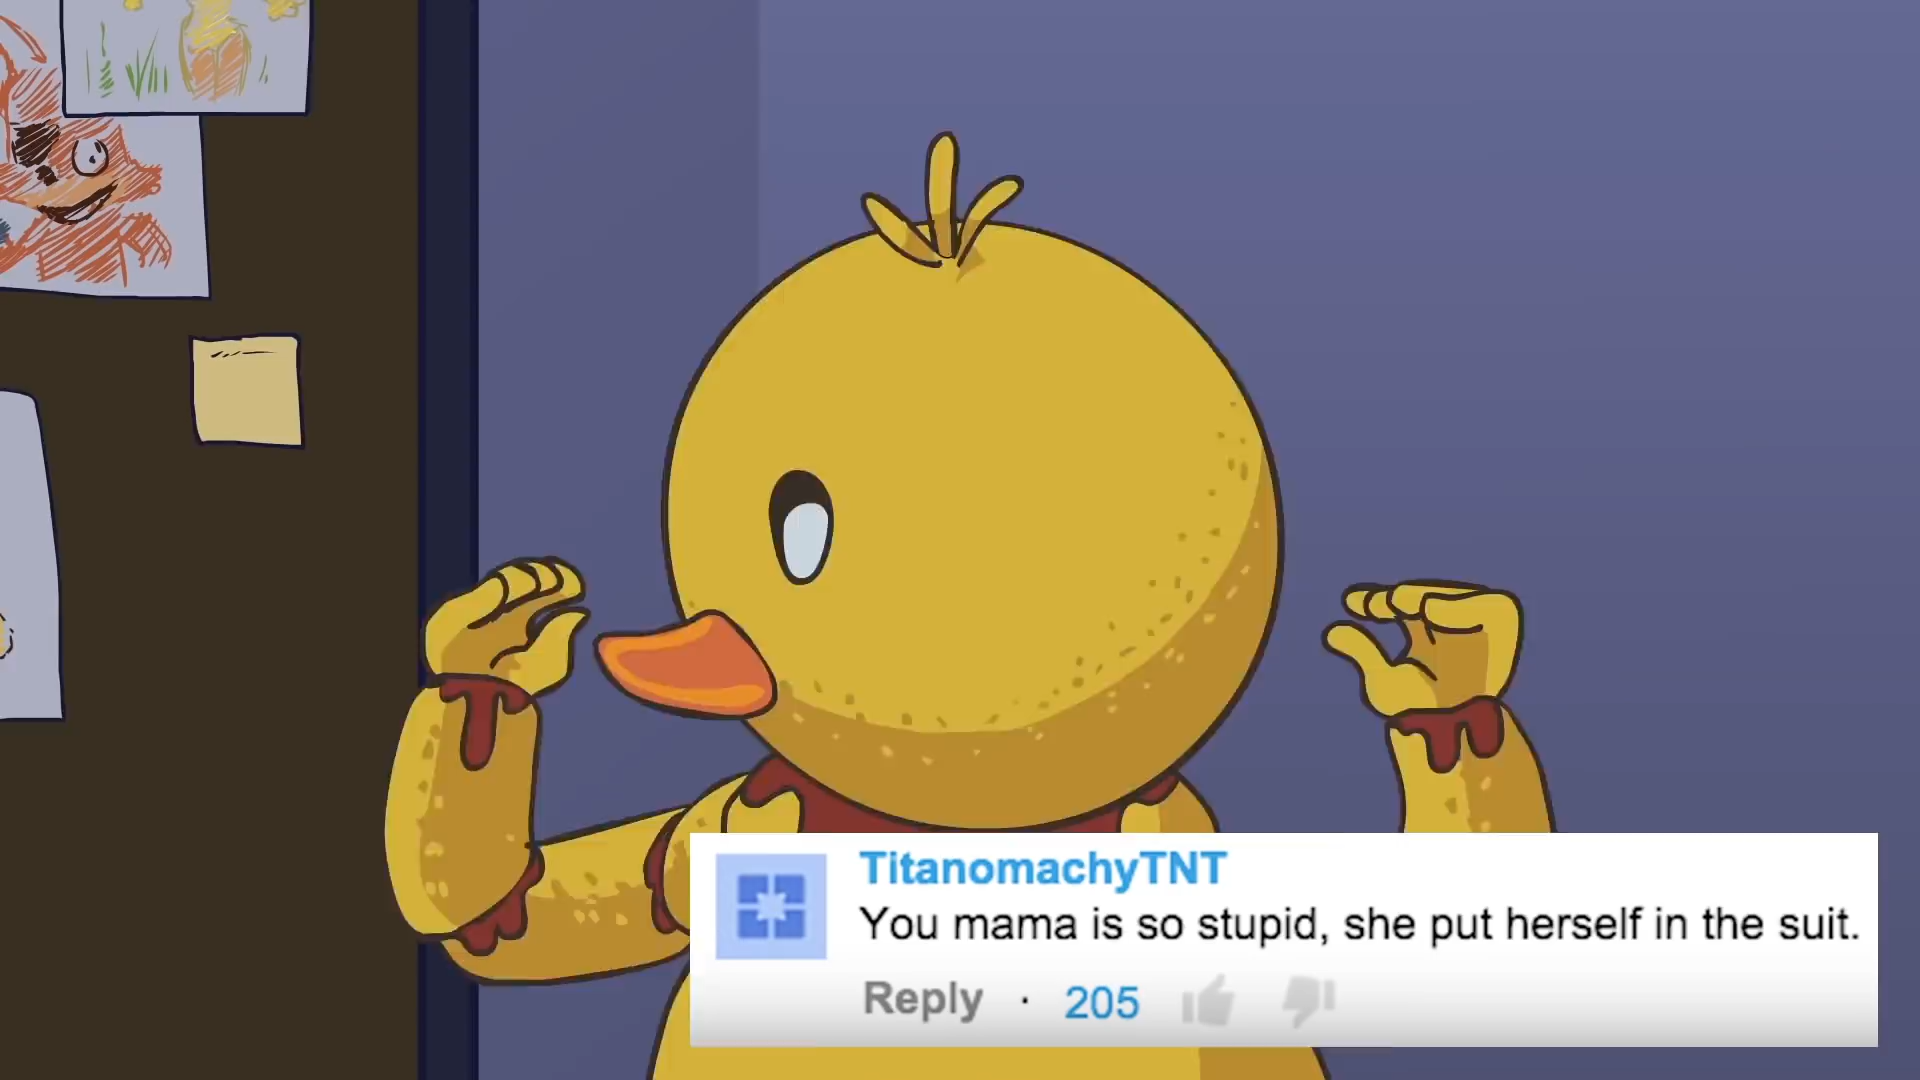 TitanomachyTNT
You mama is so stupid, she put herself in the suit.
Reply · 205